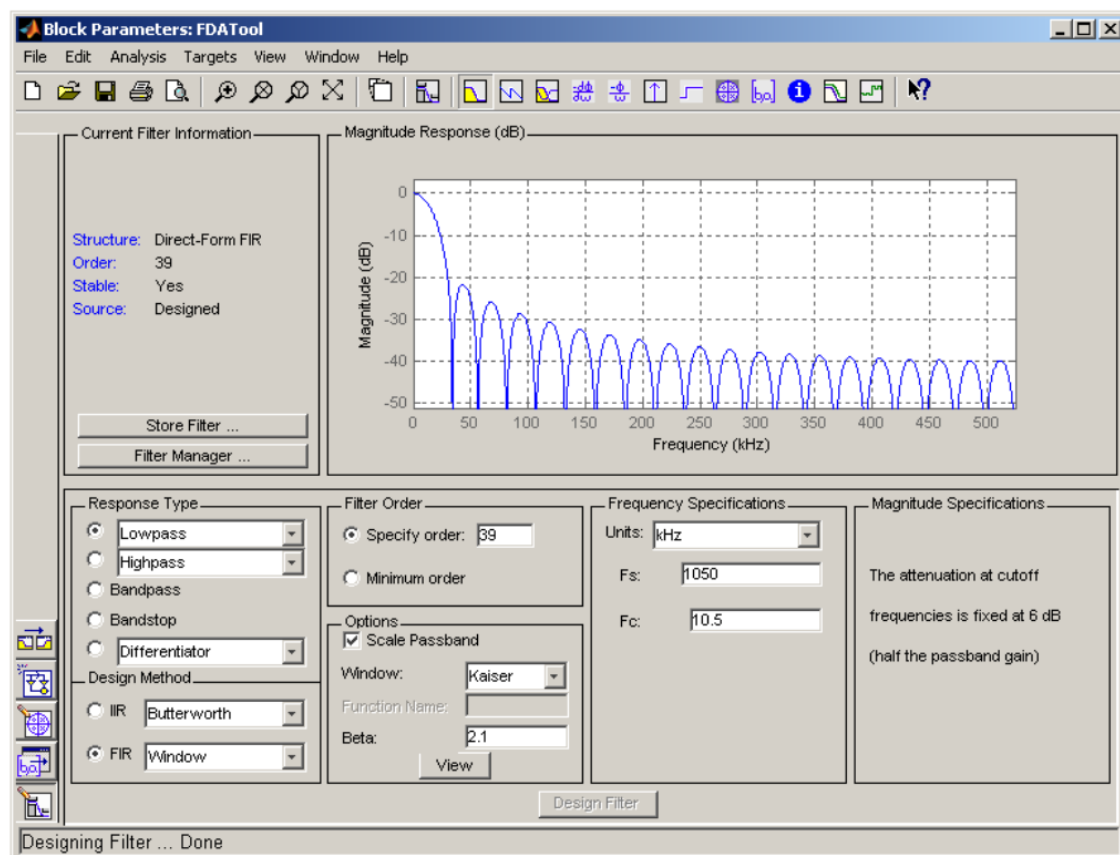 Block Parameters: FDATool
File Edit Analysis Targets View Window Help
[b,a]
i
?
Current Filter Information
Structure: Direct-Form FIR
Order: 39
Stable: Yes
Source: Designed
Store Filter ...
Filter Manager ...
Magnitude Response (dB)
Magnitude (dB)
0
-10
-20
-30
-40
-50
0 50 100 150 200 250 300 350 400 450 500
Frequency (kHz)
Response Type
Lowpass
Highpass
Bandpass
Bandstop
Differentiator
Design Method
IIR Butterworth
FIR Window
Filter Order
Specify order: 39
Minimum order
Options
Scale Passband
Window: Kaiser
Function Name:
Beta: 2.1
View
Frequency Specifications
Units: kHz
Fs: 1050
Fc: 10.5
Magnitude Specifications
The attenuation at cutoff
frequencies is fixed at 6 dB
(half the passband gain)
[b,a]
Design Filter
Designing Filter ... Done